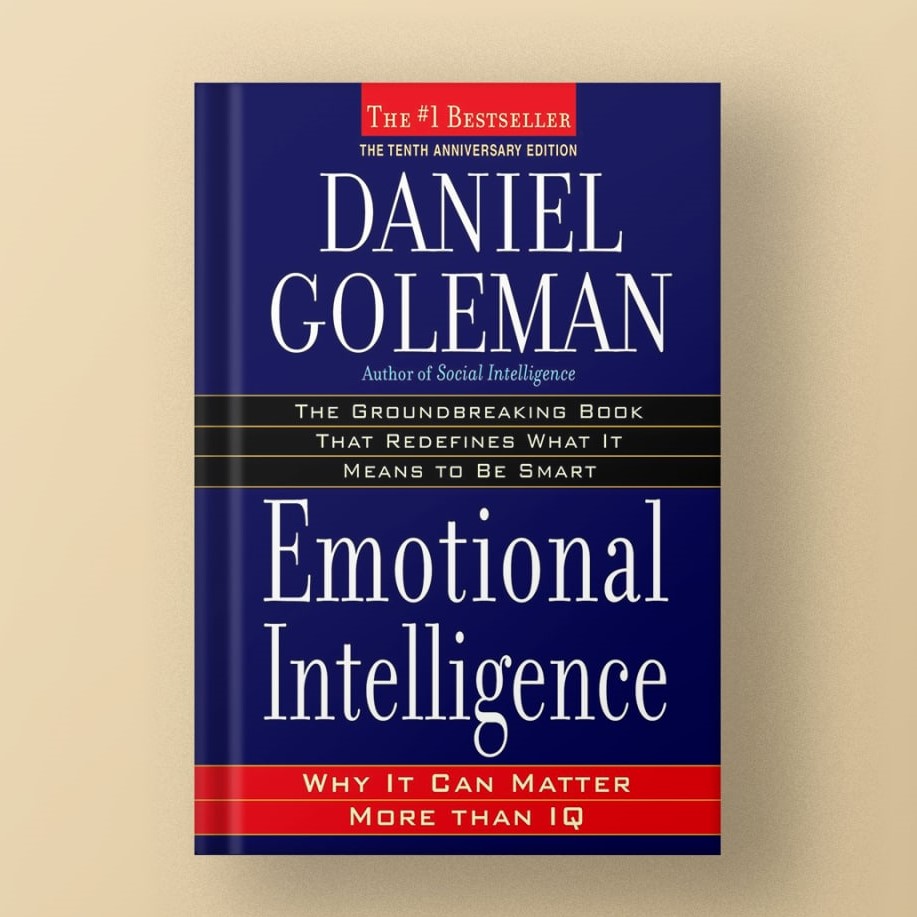 The #1 Bestseller
THE TENTH ANNIVERSARY EDITION
DANIEL
GOLEMAN
Author of Social Intelligence
The Groundbreaking Book
That Redefines What It
Means to Be Smart
Emotional
Intelligence
Why It Can Matter
More than IQ